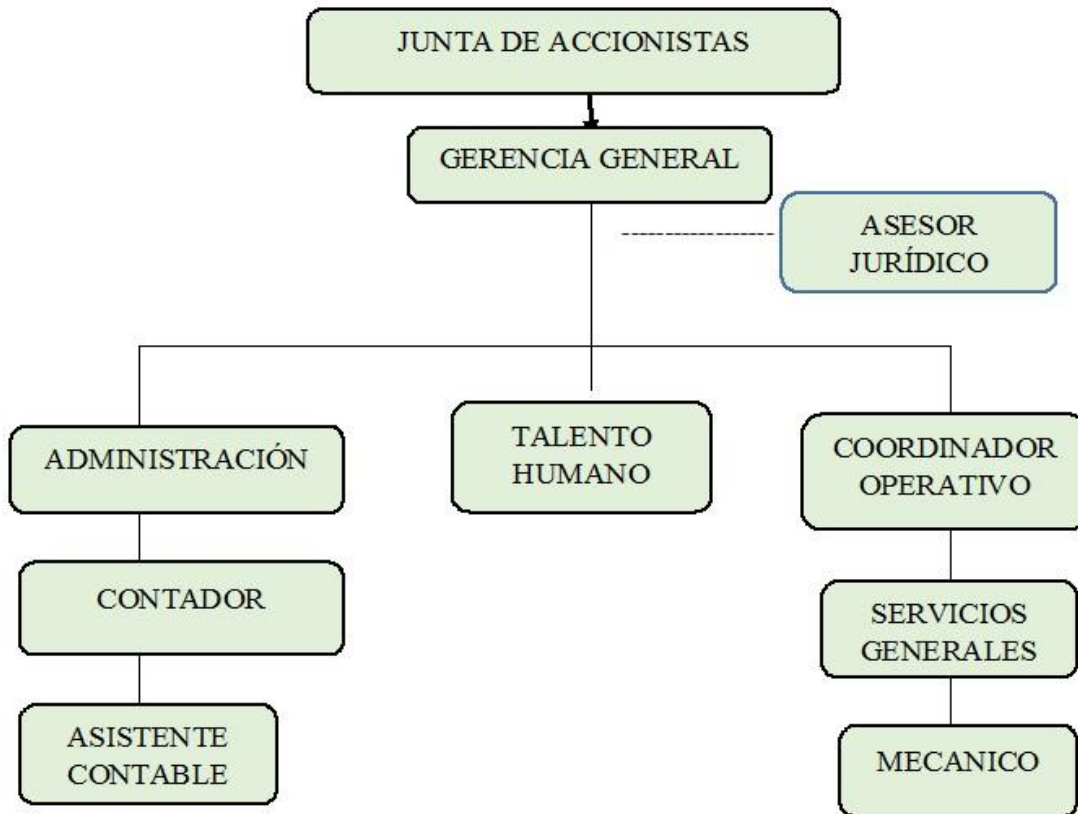 JUNTA DE ACCIONISTAS
GERENCIA GENERAL
ASESOR
JURÍDICO
ADMINISTRACIÓN
TALENTO
HUMANO
COORDINADOR
OPERATIVO
CONTADOR
SERVICIOS
GENERALES
ASISTENTE
CONTABLE
MECANICO